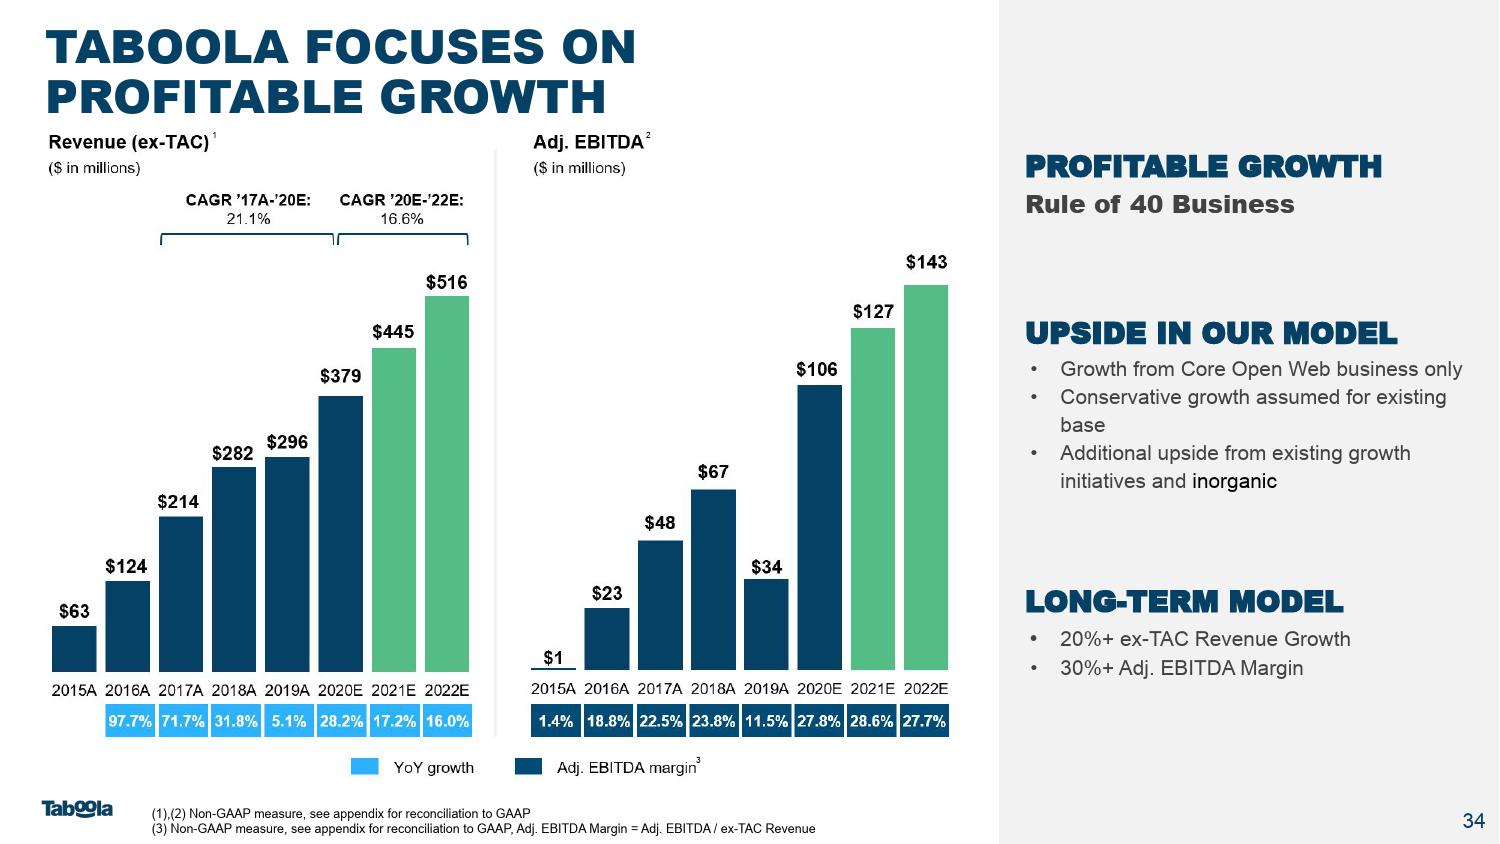 TABOOLA FOCUSES ON
PROFITABLE GROWTH
Revenue (ex-TAC) 1
($ in millions)
CAGR ’17A-’20E:
21.1%
CAGR ’20E-’22E:
16.6%
$63
$124
$214
$282
$296
$379
$445
$516
2015A 2016A 2017A 2018A 2019A 2020E 2021E 2022E
97.7% 71.7% 31.8% 5.1% 28.2% 17.2% 16.0%
Adj. EBITDA 2
($ in millions)
$1
$23
$48
$67
$34
$106
$127
$143
2015A 2016A 2017A 2018A 2019A 2020E 2021E 2022E
1.4% 18.8% 22.5% 23.8% 11.5% 27.8% 28.6% 27.7%
YoY growth
Adj. EBITDA margin3
PROFITABLE GROWTH
Rule of 40 Business
UPSIDE IN OUR MODEL
• Growth from Core Open Web business only
• Conservative growth assumed for existing
base
• Additional upside from existing growth
initiatives and inorganic
LONG-TERM MODEL
• 20%+ ex-TAC Revenue Growth
• 30%+ Adj. EBITDA Margin
Taboola
(1),(2) Non-GAAP measure, see appendix for reconciliation to GAAP
(3) Non-GAAP measure, see appendix for reconciliation to GAAP, Adj. EBITDA Margin = Adj. EBITDA / ex-TAC Revenue
34